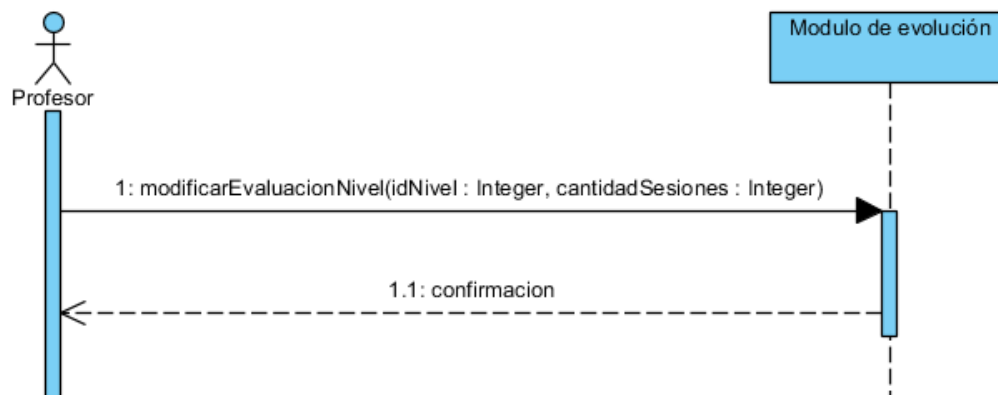 Modulo de evolución
Profesor
1: modificarEvaluacionNivel(idNivel : Integer, cantidadSesiones : Integer)
1.1: confirmacion